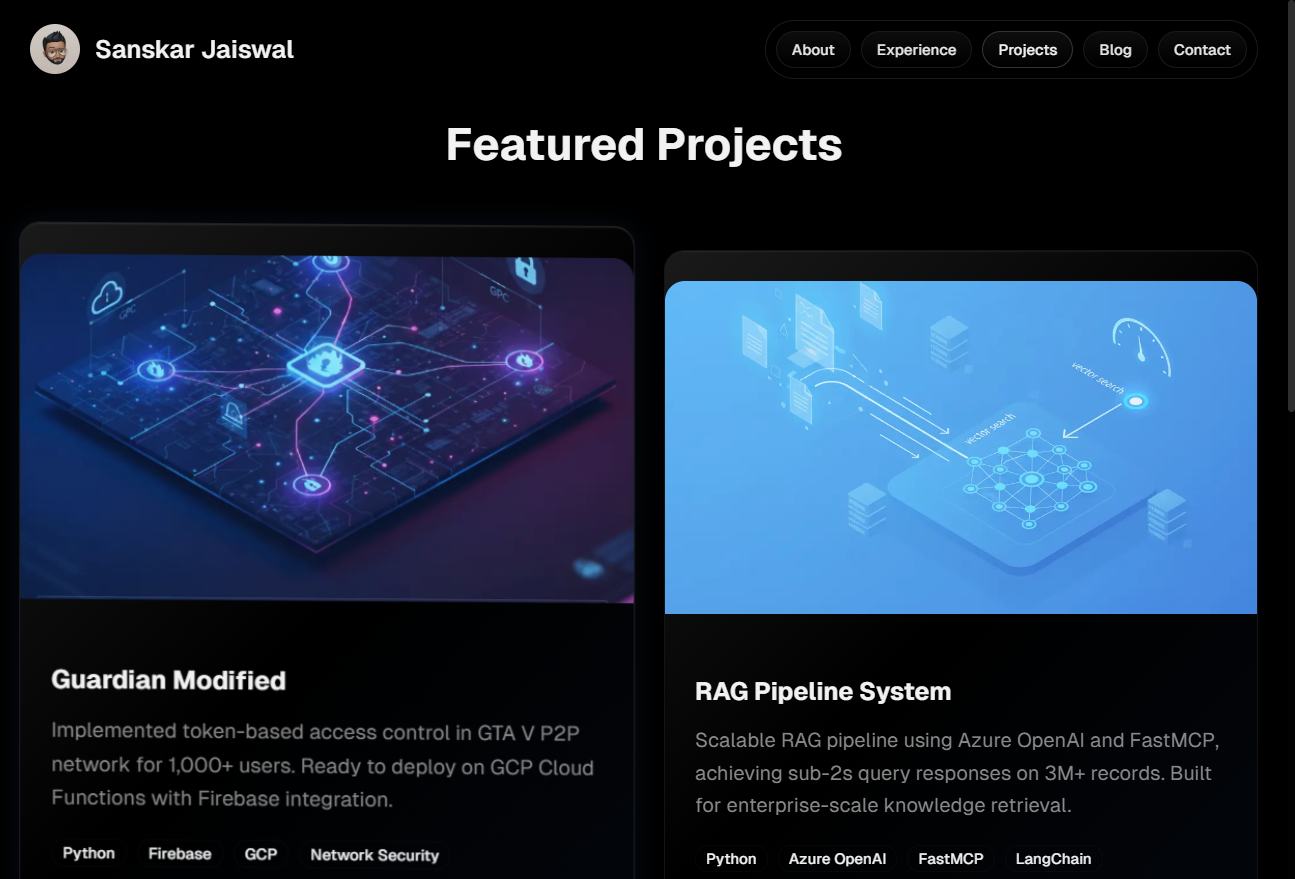 Sanskar Jaiswal
About
Experience
Projects
Blog
Contact
Featured Projects
GPC
GPC
vector search
vector search
Guardian Modified
Implemented token-based access control in GTA V P2P
network for 1,000+ users. Ready to deploy on GCP Cloud
Functions with Firebase integration.
Python
Firebase
GCP
Network Security
RAG Pipeline System
Scalable RAG pipeline using Azure OpenAI and FastMCP,
achieving sub-2s query responses on 3M+ records. Built
for enterprise-scale knowledge retrieval.
Python
Azure OpenAI
FastMCP
LangChain